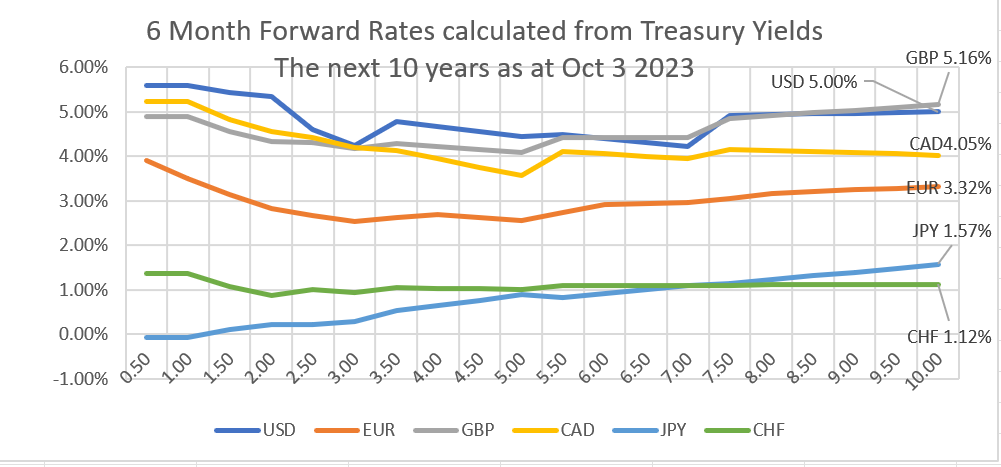 6 Month Forward Rates calculated from Treasury Yields
The next 10 years as at Oct 3 2023
6.00%
5.00%
4.00%
3.00%
2.00%
1.00%
0.00%
-1.00%
GBP 5.16%
USD 5.00%
CAD4.05%
EUR 3.32%
JPY 1.57%
CHF 1.12%
0.50 1.00 1.50 2.00 2.50 3.00 3.50 4.00 4.50 5.00 5.50 6.00 6.50 7.00 7.50 8.00 8.50 9.00 9.50 10.00
USD EUR GBP CAD JPY CHF